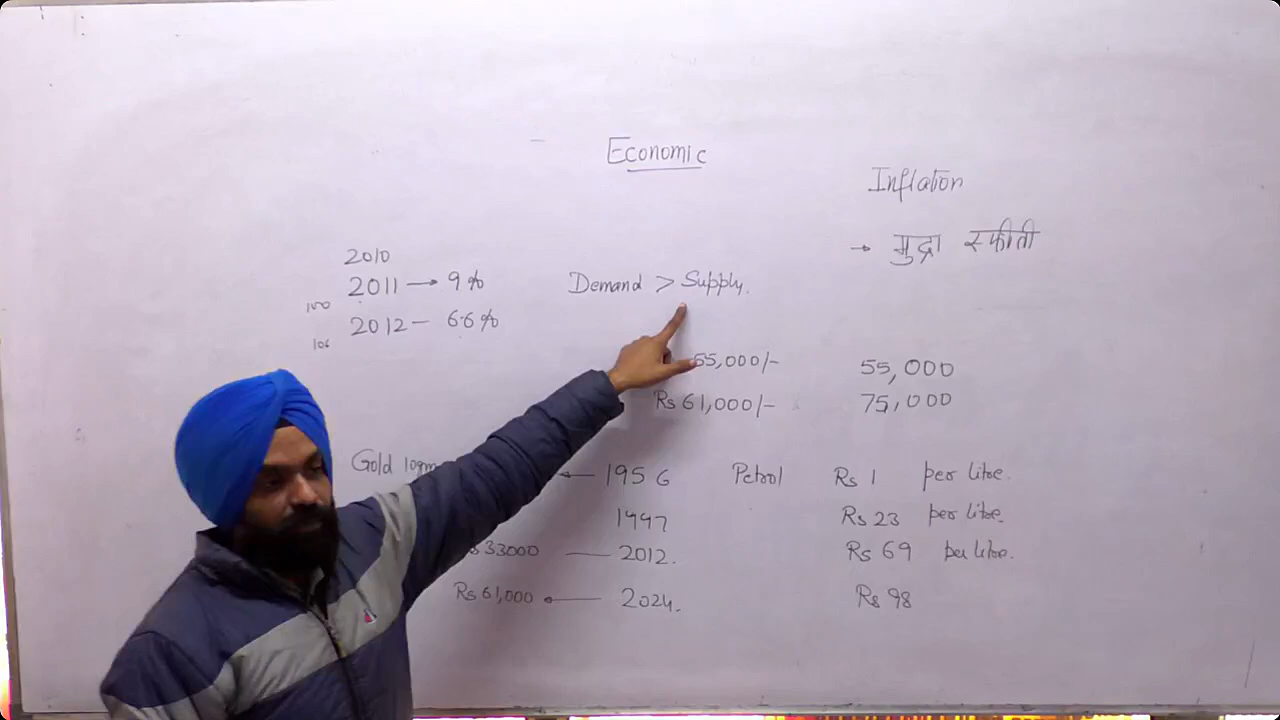 Economic
Inflation
→ मुद्रा स्फीती
2010
2011 → 9%
100
2012 – 6.6%
106
Demand > Supply.
55,000/-
Rs 61,000/-
55,000
75,000
Gold 10gm ← 1956 Petrol Rs 1 per litre.
1997 Rs 23 per litre.
33000 — 2012. Rs 69 per litre.
Rs 61,000 — 2024. Rs 98